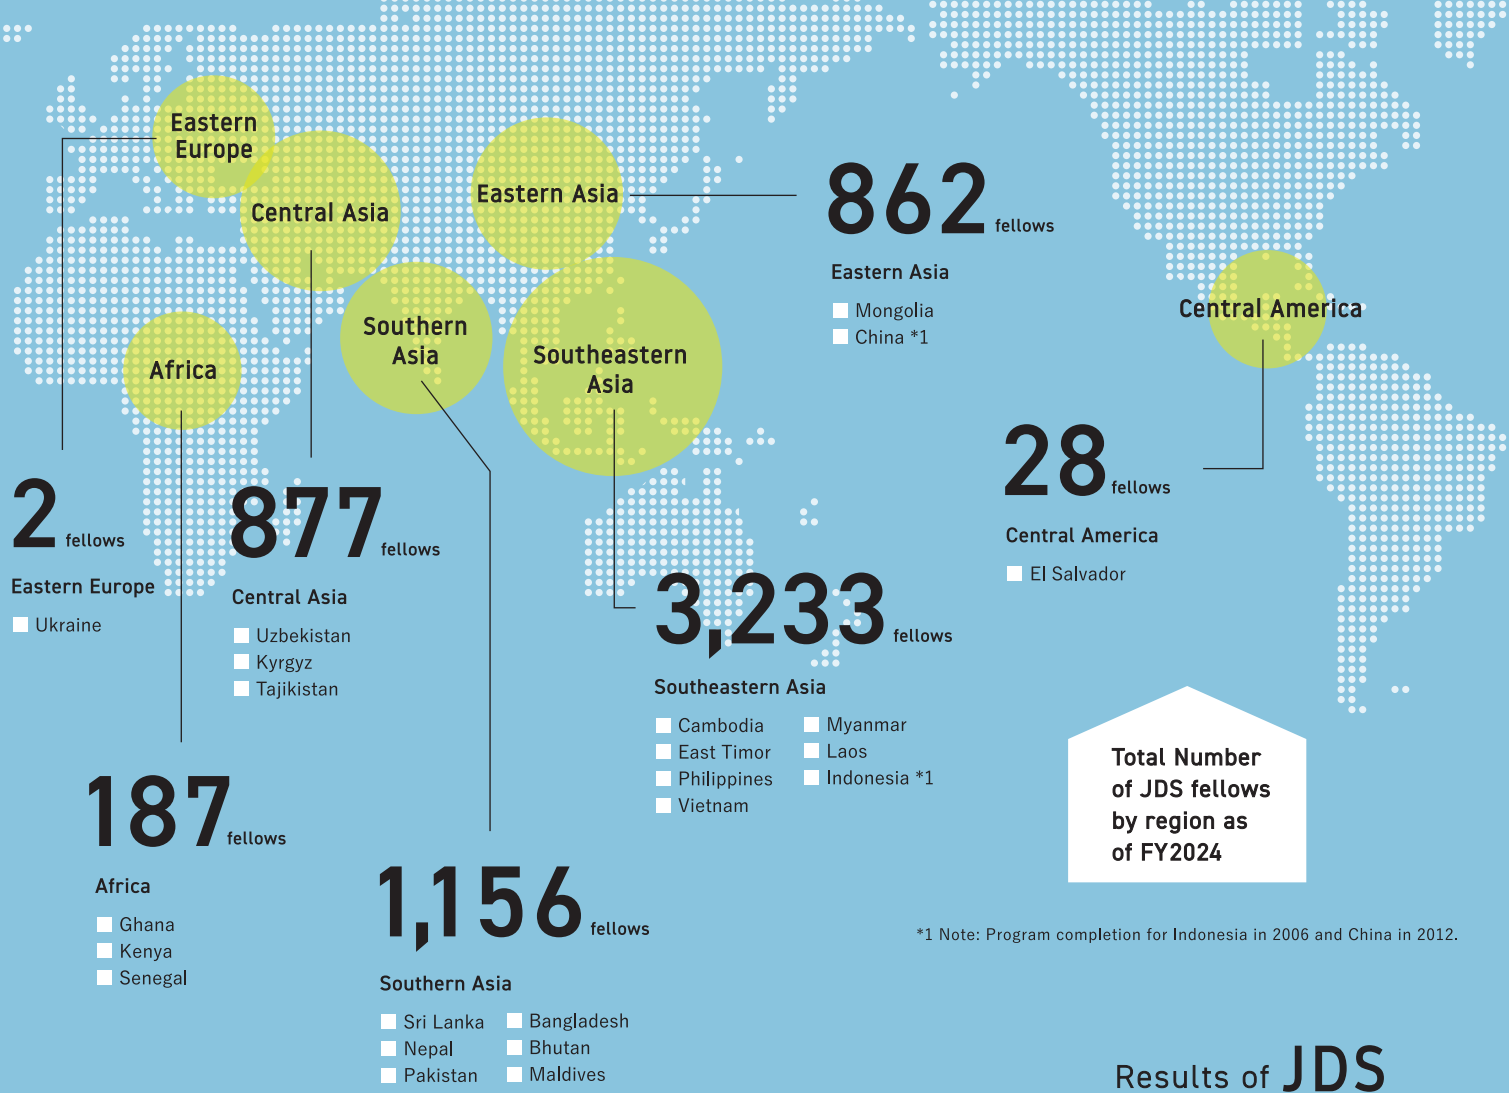 Eastern
Europe
Central Asia
Eastern Asia
Southern
Asia
Southeastern
Asia
Africa
Central America
862 fellows
Eastern Asia
Mongolia
China *1
28 fellows
Central America
El Salvador
2 fellows
Eastern Europe
Ukraine
877 fellows
Central Asia
Uzbekistan
Kyrgyz
Tajikistan
3,233 fellows
Southeastern Asia
Cambodia
East Timor
Philippines
Vietnam
Myanmar
Laos
Indonesia *1
187 fellows
Africa
Ghana
Kenya
Senegal
1,156 fellows
Southern Asia
Sri Lanka
Nepal
Pakistan
Bangladesh
Bhutan
Maldives
Total Number
of JDS fellows
by region as
of FY2024
*1 Note: Program completion for Indonesia in 2006 and China in 2012.
Results of JDS